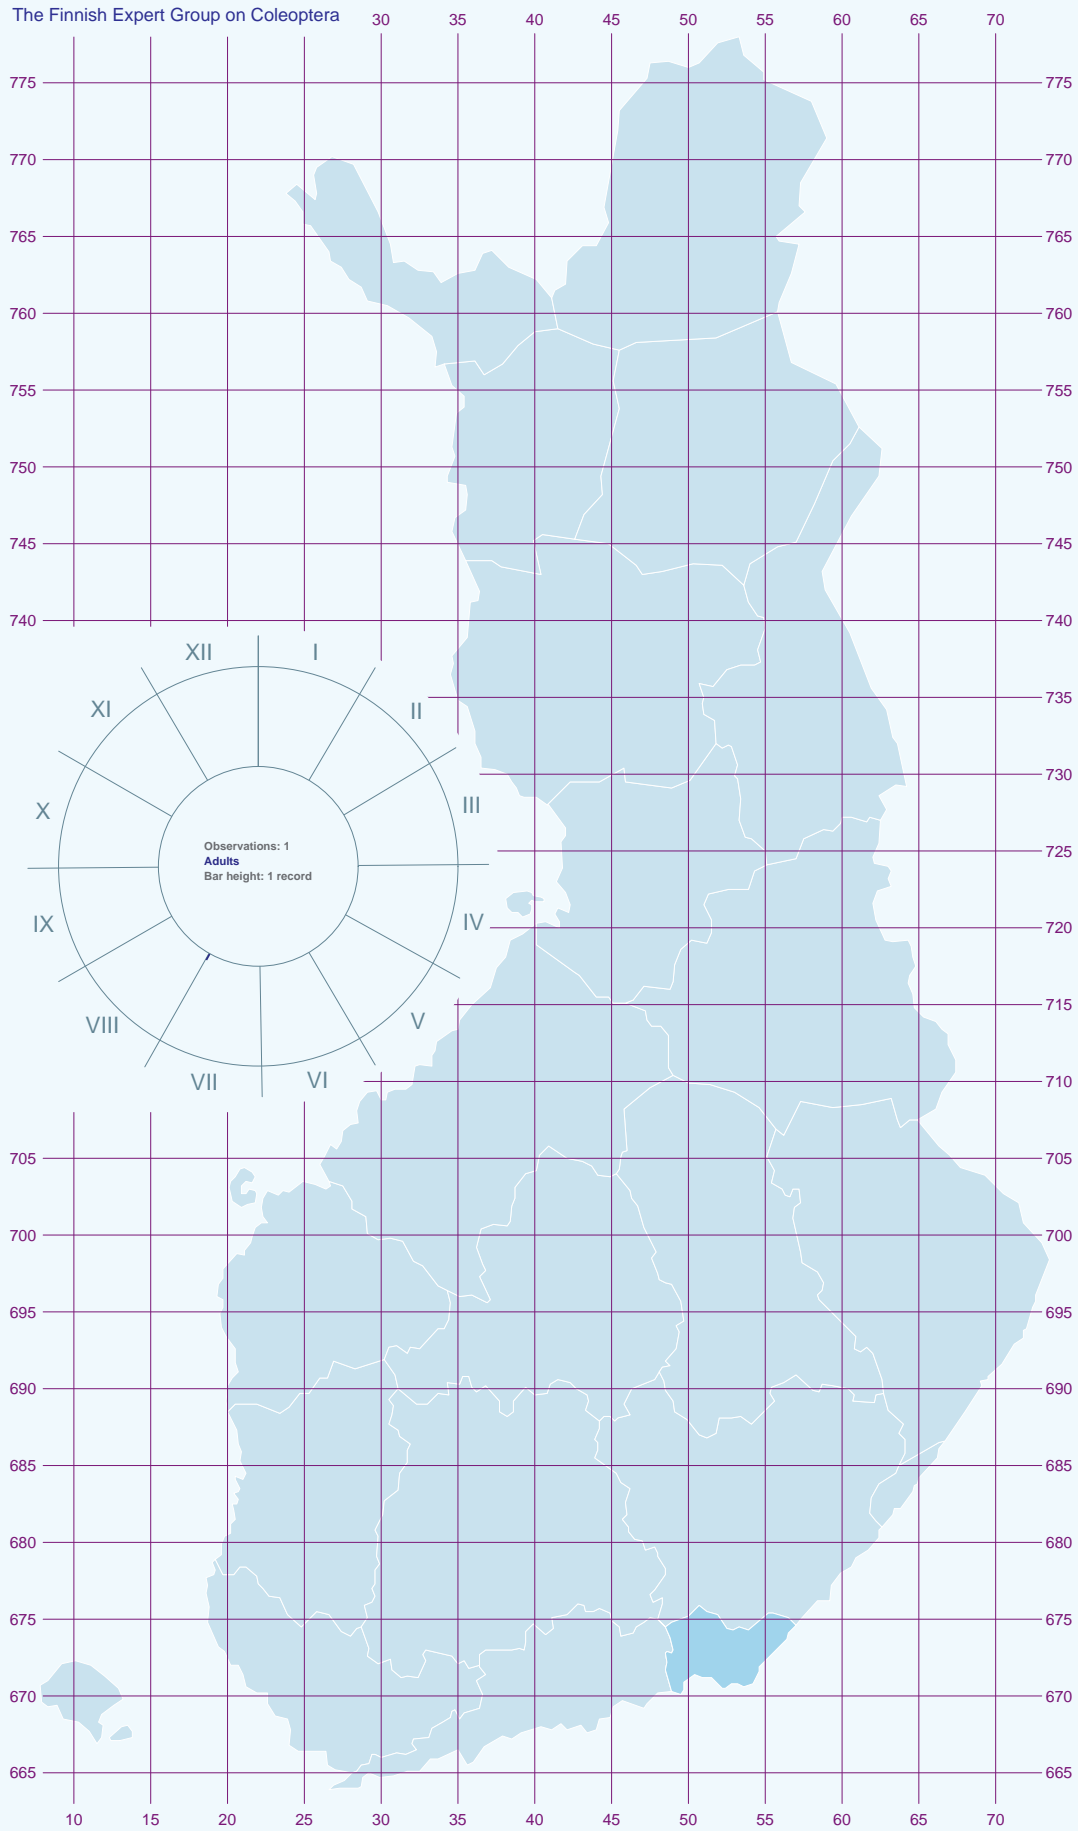 The Finnish Expert Group on Coleoptera
30 35 40 45 50 55 60 65 70
775 775
770 770
765 765
760 760
755 755
750 750
745 745
740 740
XII I
XI II
735
730
X III
Observations: 1
Adults
Bar height: 1 record
725
IX IV
720
715
VIII V
VII VI
710
705 705
700 700
695 695
690 690
685 685
680 680
675 675
670 670
665 665
10 15 20 25 30 35 40 45 50 55 60 65 70